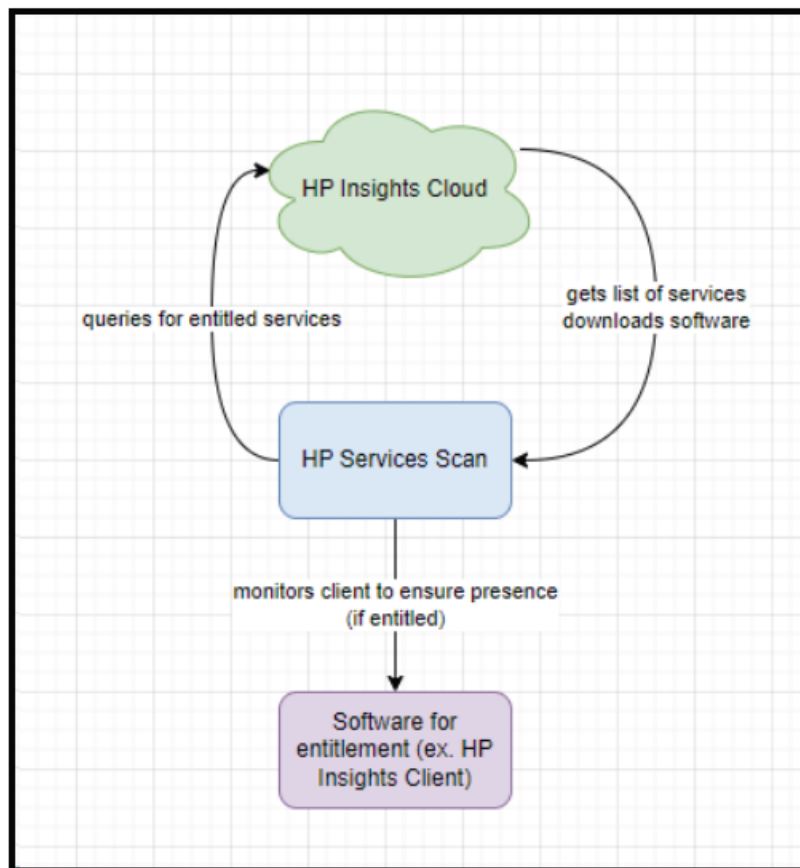 HP Insights Cloud
gets list of services
downloads software
queries for entitled services
HP Services Scan
monitors client to ensure presence
(if entitled)
Software for
entitlement (ex. HP
Insights Client)